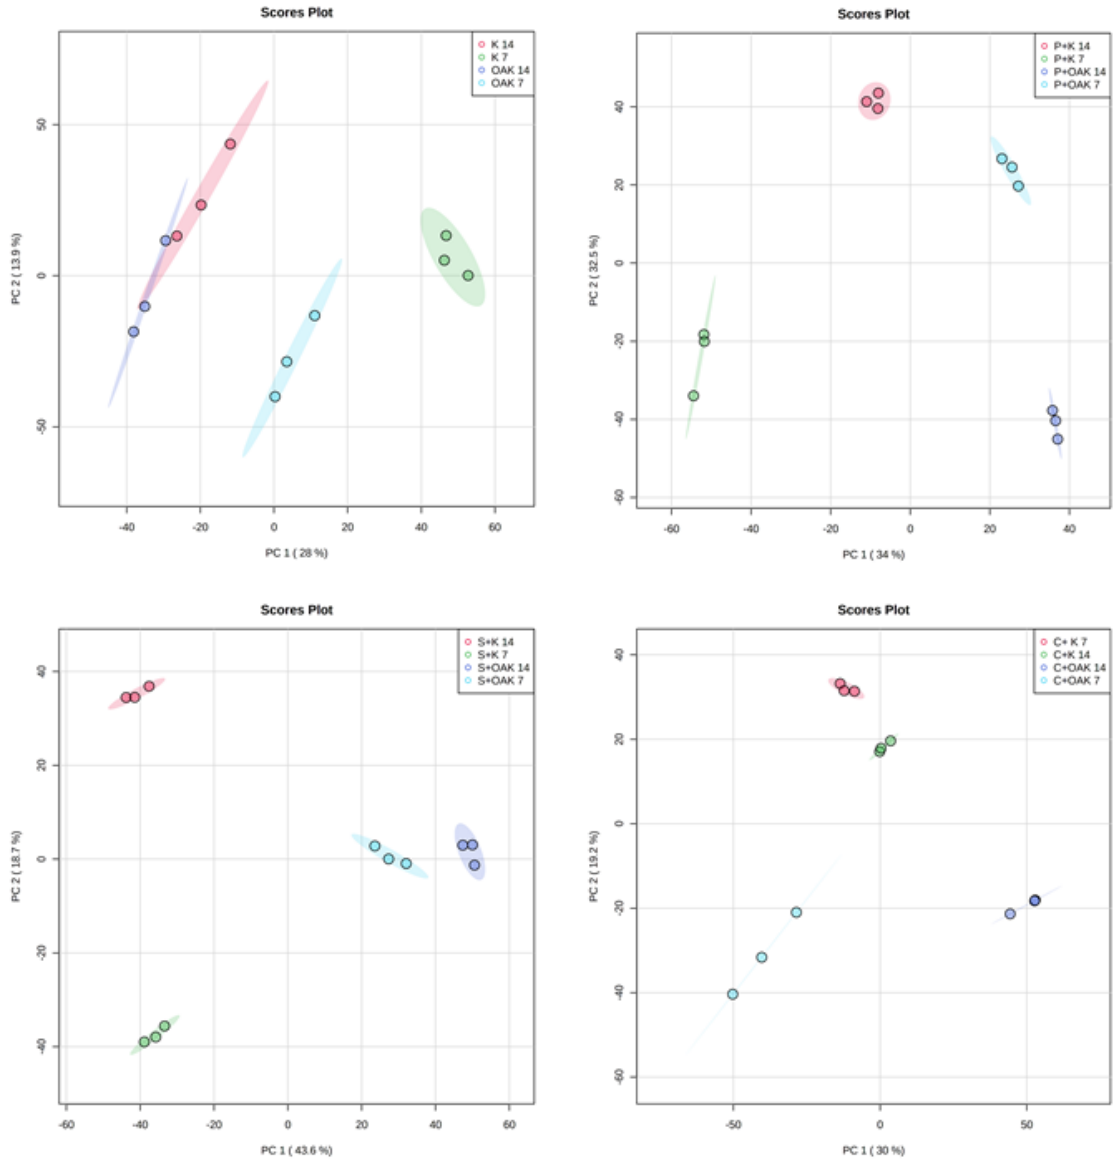 Scores Plot
K 14
K 7
OAK 14
OAK 7
50
0
-50
PC 2 ( 13.9 %)
-40 -20 0 20 40 60
PC 1 ( 28 %)
Scores Plot
P+K 14
P+K 7
P+OAK 14
P+OAK 7
40
20
0
-20
-40
-60
PC 2 ( 32.5 %)
-60 -40 -20 0 20 40
PC 1 ( 34 %)
Scores Plot
S+K 14
S+K 7
S+OAK 14
S+OAK 7
40
20
0
-20
-40
PC 2 ( 18.7 %)
-60 -40 -20 0 20 40 60
PC 1 ( 43.6 %)
Scores Plot
C+ K 7
C+K 14
C+OAK 14
C+OAK 7
40
20
0
-20
-40
-60
PC 2 ( 19.2 %)
-50 0 50
PC 1 ( 30 %)